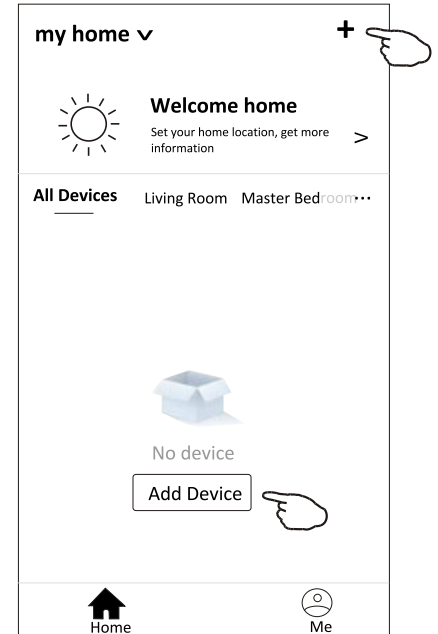 my home
+
Welcome home
Set your home location, get more
information
>
All Devices Living Room Master Bedroom...
No device
Add Device
Home Me